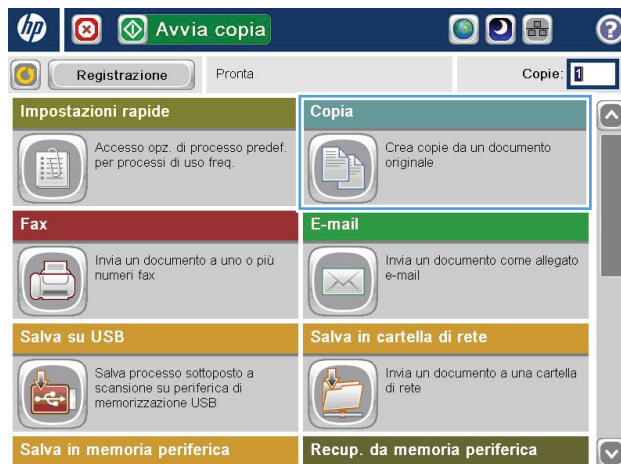 hp Avvia copia ?
Registrazione Pronta Copie: 1
Impostazioni rapide
Accesso opz. di processo predef.
per processi di uso freq.
Copia
Crea copie da un documento
originale
Fax
Invia un documento a uno o più
numeri fax
E-mail
Invia un documento come allegato
e-mail
Salva su USB
Salva processo sottoposto a
scansione su periferica di
memorizzazione USB
Salva in cartella di rete
Invia un documento a una cartella
di rete
Salva in memoria periferica
Recup. da memoria periferica